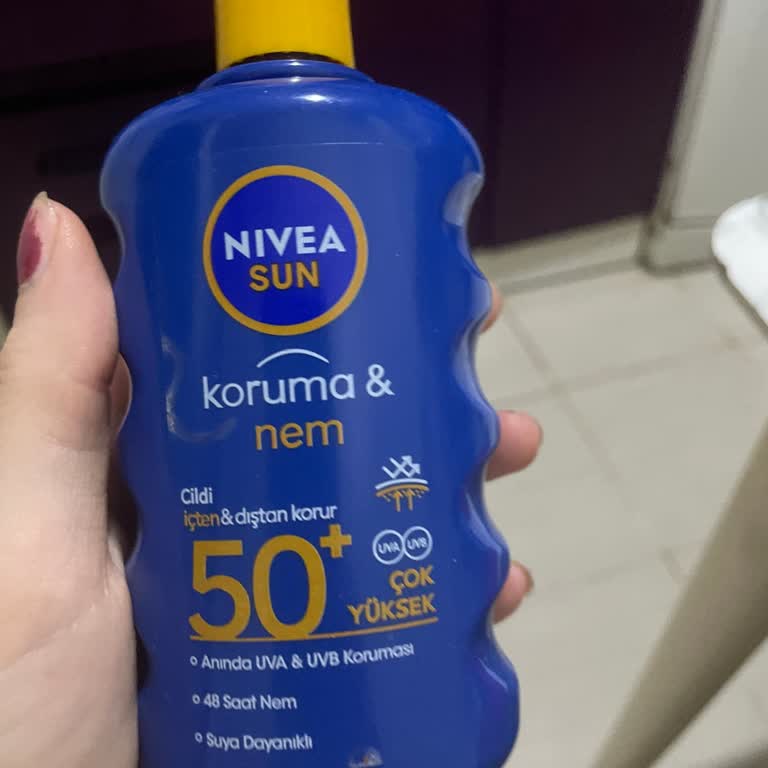 NIVEA
SUN
koruma &
nem
Cildi
içten & dıştan korur
50+
UVA UVB
ÇOK
YÜKSEK
Anında UVA & UVB Koruması
48 Saat Nem
Suya Dayanıklı